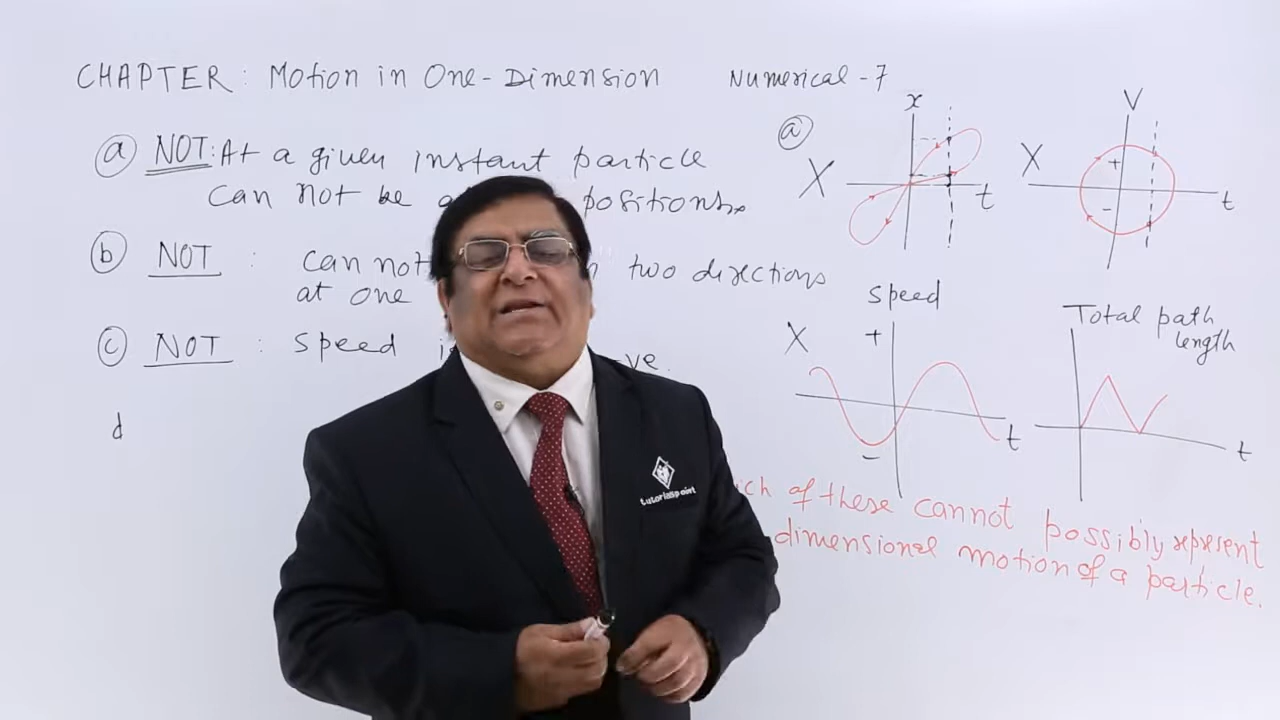 CHAPTER: Motion in One-Dimension Numerical-7
(a) NOT: At a given instant particle
can not be positions.
(b) NOT : can not two directions
at one
(c) NOT : Speed ve.
d
(a) X x t
X V + - t
X Speed + - t
Total path
length
t
of these cannot possibly represent
dimensional motion of a particle.
tutorialspoint